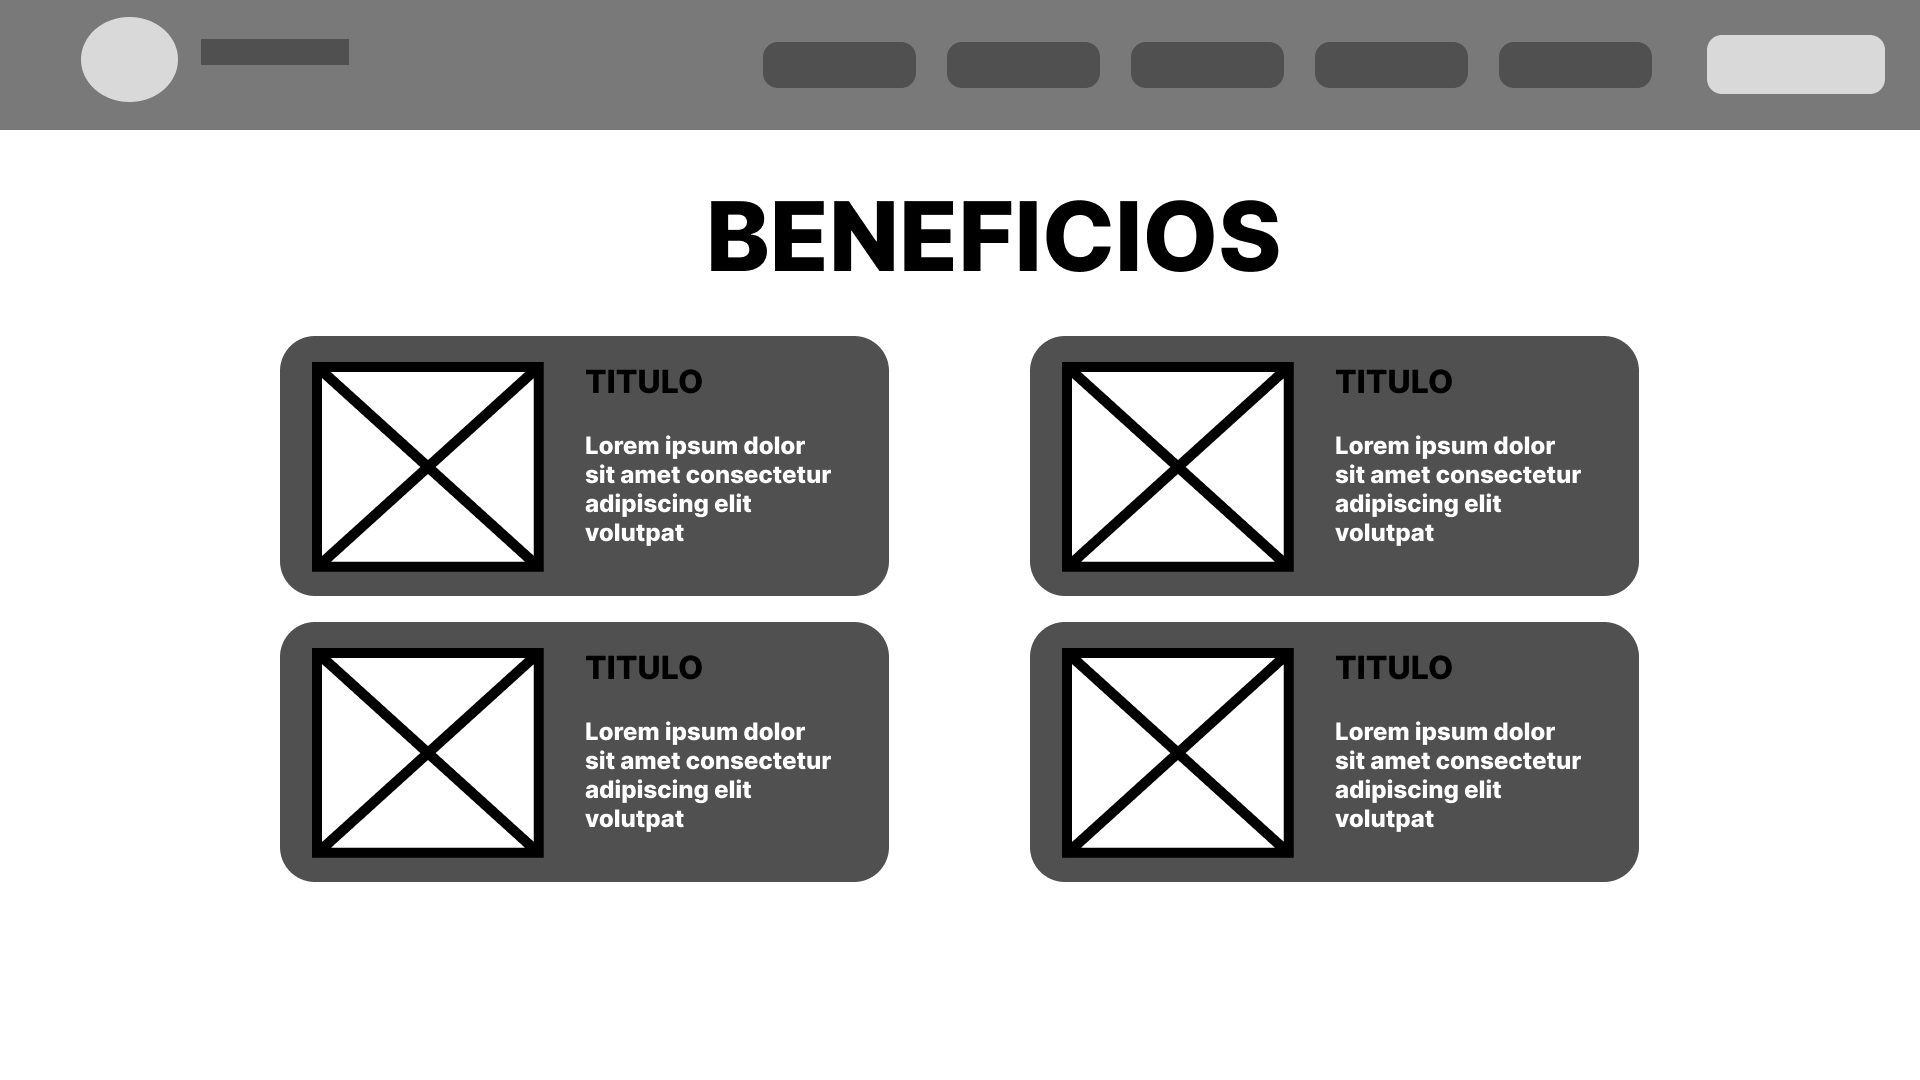 BENEFICIOS
TITULO
Lorem ipsum dolor
sit amet consectetur
adipiscing elit
volutpat
TITULO
Lorem ipsum dolor
sit amet consectetur
adipiscing elit
volutpat
TITULO
Lorem ipsum dolor
sit amet consectetur
adipiscing elit
volutpat
TITULO
Lorem ipsum dolor
sit amet consectetur
adipiscing elit
volutpat